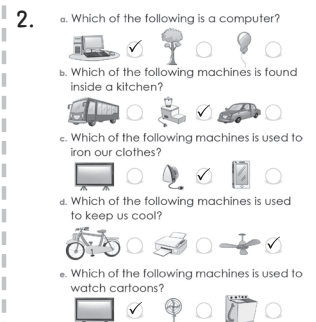 2.
a. Which of the following is a computer?
b. Which of the following machines is found
inside a kitchen?
c. Which of the following machines is used to
iron our clothes?
d. Which of the following machines is used
to keep us cool?
e. Which of the following machines is used to
watch cartoons?